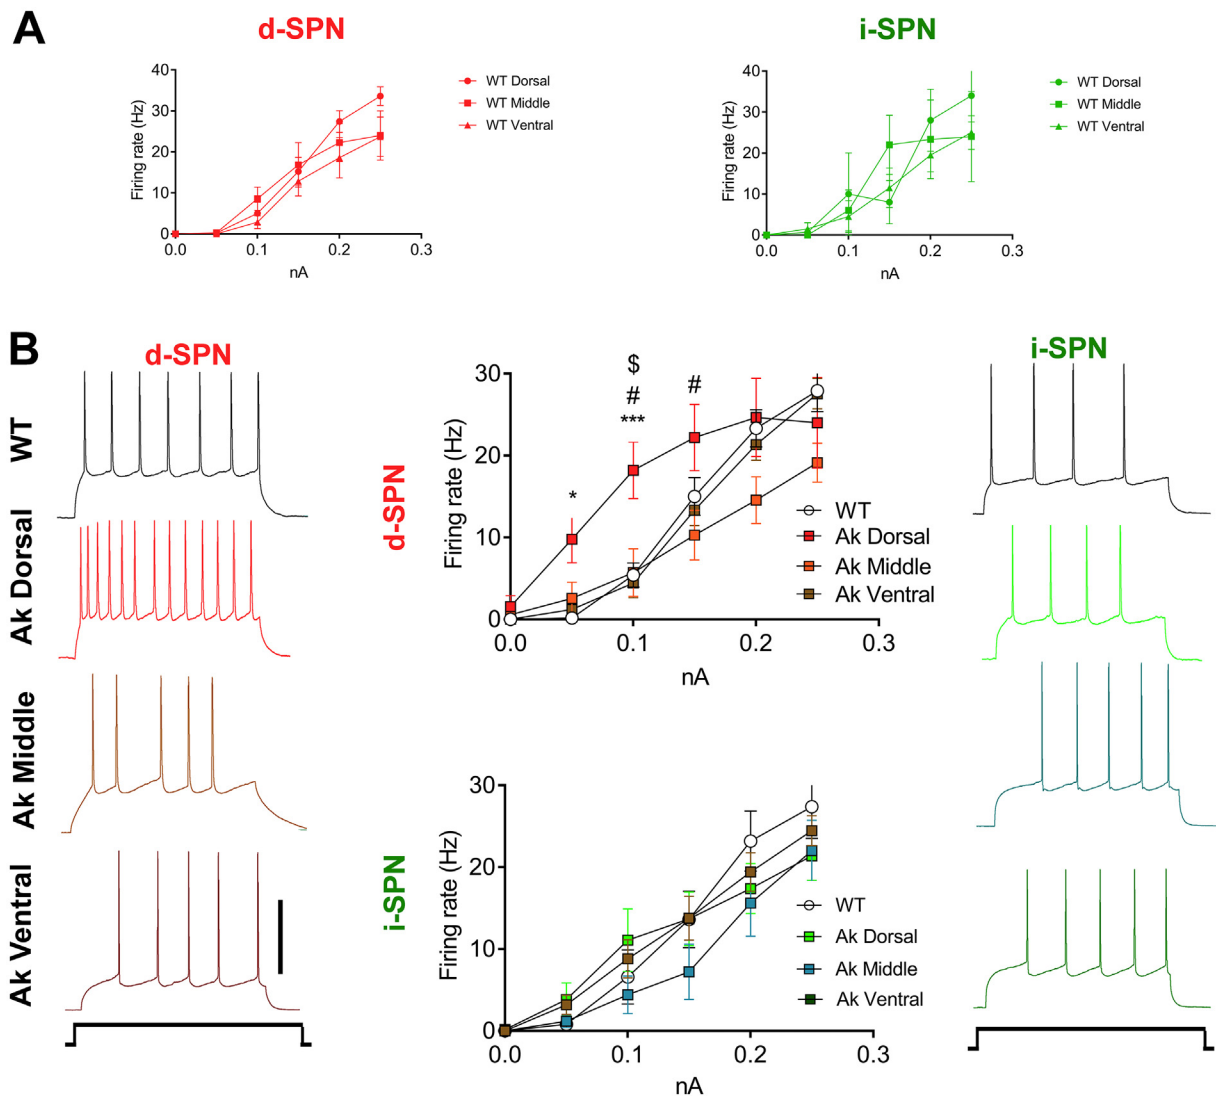 A
d-SPN
i-SPN
40
30
20
10
0
Firing rate (Hz)
0.0
0.1
0.2
0.3
nA
WT Dorsal
WT Middle
WT Ventral
40
30
20
10
0
Firing rate (Hz)
0.0
0.1
0.2
0.3
nA
WT Dorsal
WT Middle
WT Ventral
B
d-SPN
i-SPN
WT
Ak Dorsal
Ak Middle
Ak Ventral
d-SPN
30
20
10
0
Firing rate (Hz)
0.0
0.1
0.2
0.3
nA
*
$
#
***
#
WT
Ak Dorsal
Ak Middle
Ak Ventral
i-SPN
30
20
10
0
Firing rate (Hz)
0.0
0.1
0.2
0.3
nA
WT
Ak Dorsal
Ak Middle
Ak Ventral